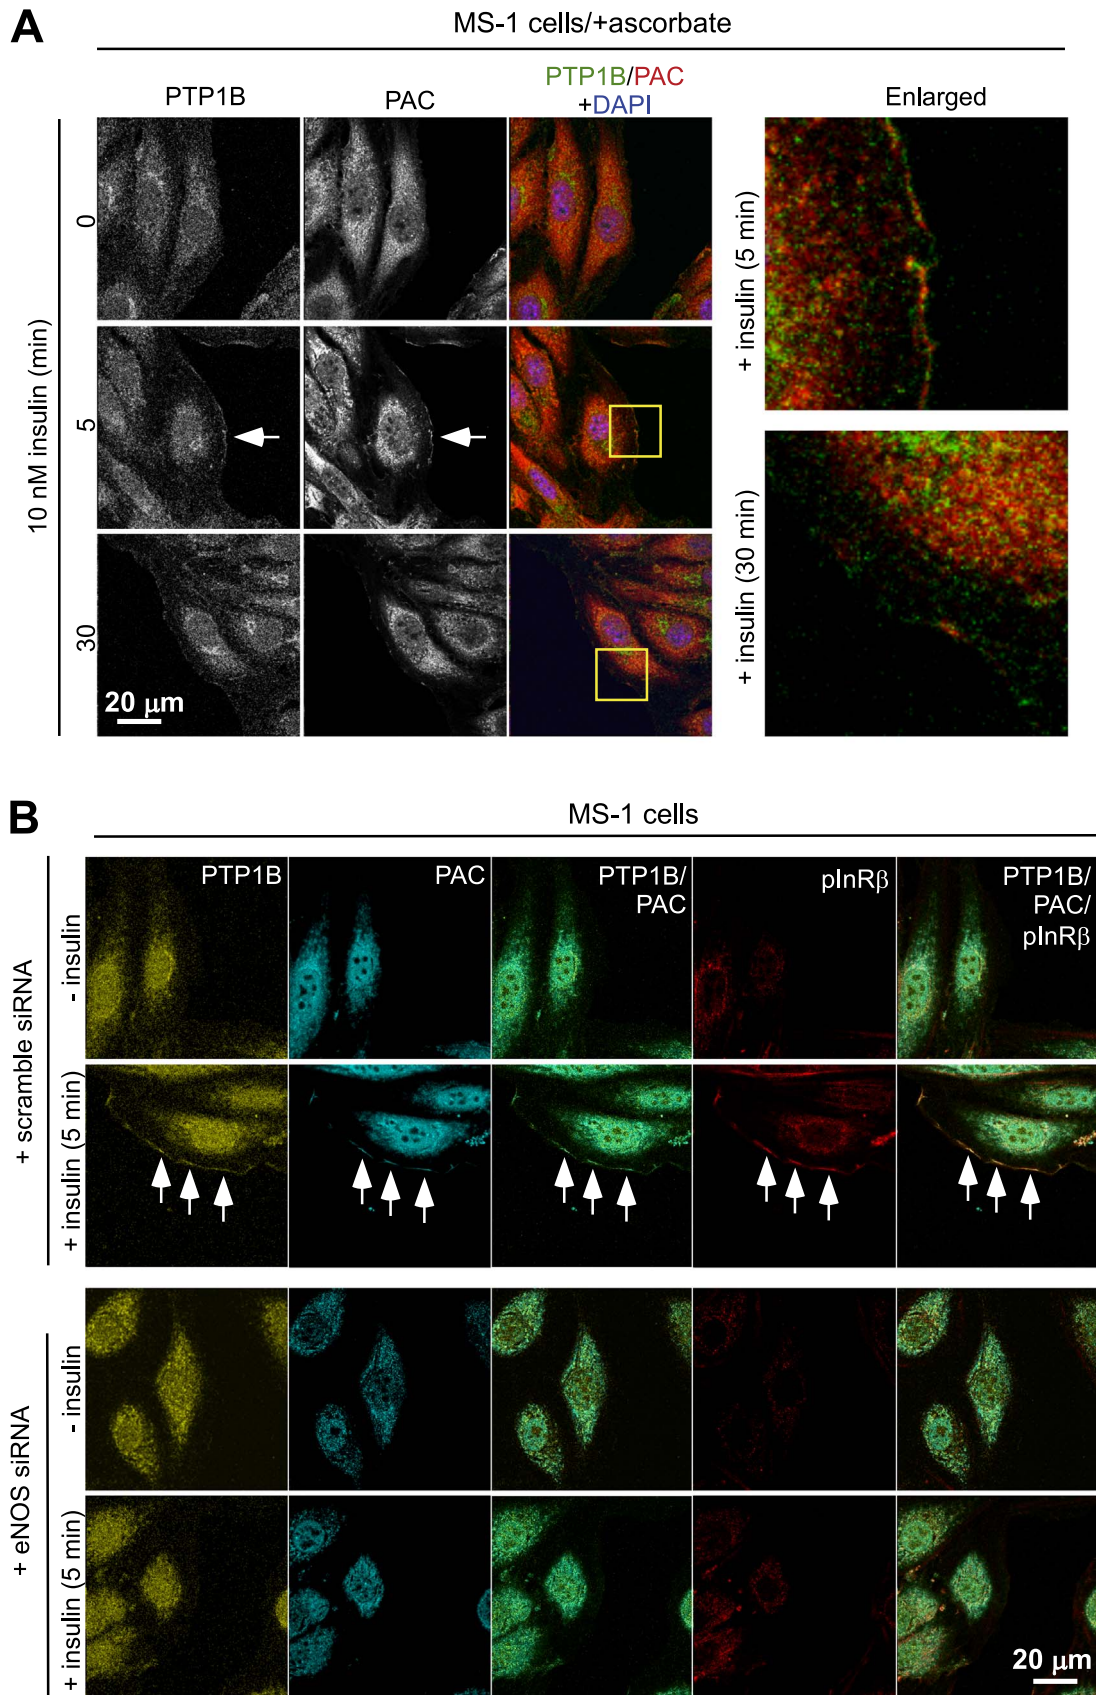 A
MS-1 cells/+ascorbate
PTP1B
PAC
PTP1B/PAC
+DAPI
Enlarged
10 nM insulin (min)
0
5
30
20 μm
+ insulin (5 min)
+ insulin (30 min)
B
MS-1 cells
PTP1B
PAC
PTP1B/
PAC
pInRβ
PTP1B/
PAC/
pInRβ
+ scramble siRNA
- insulin
+ insulin (5 min)
+ eNOS siRNA
- insulin
+ insulin (5 min)
20 μm